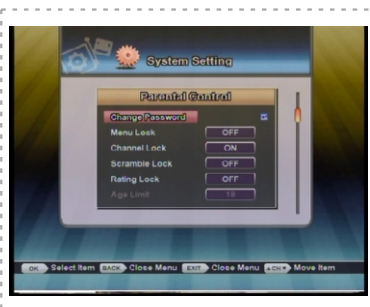 System Setting
Parental Control
Change Password
Menu Lock OFF
Channel Lock ON
Scramble Lock OFF
Rating Lock OFF
Age Limit 18
OK Select Item BACK Close Menu EXIT Close Menu ▲CH▼ Move Item